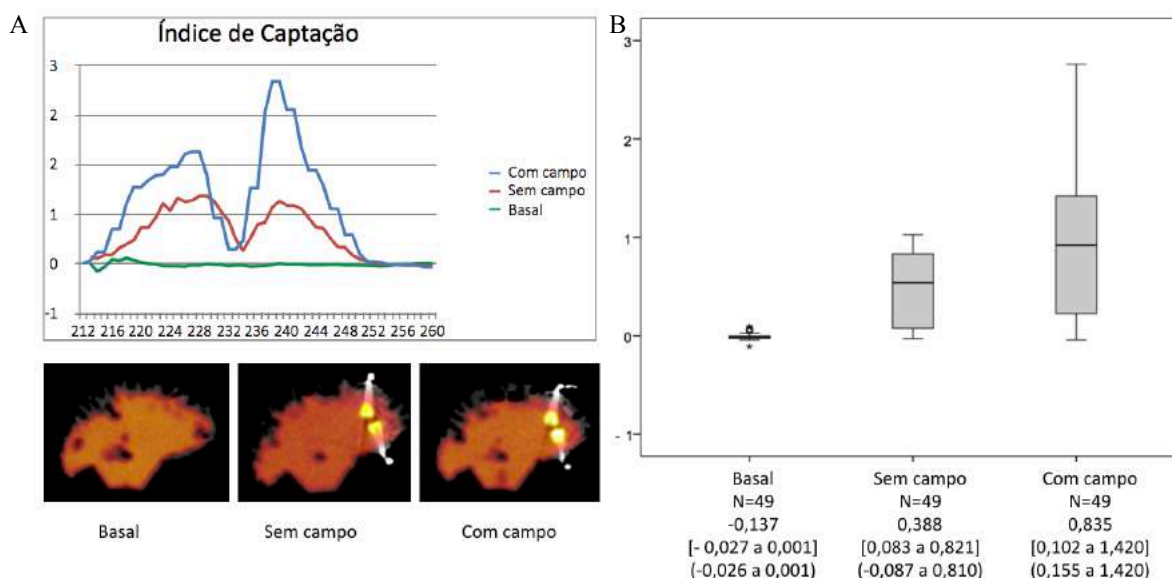 A
Índice de Captação
3
2
2
1
0
-1
212 216 220 224 228 232 236 240 244 248 252 256 260
Com campo
Sem campo
Basal
Basal
Sem campo
Com campo
B
3
2
1
0
- 1
Basal
N=49
-0,137
[- 0,027 a 0,001]
(-0,026 a 0,001)
Sem campo
N=49
0,388
[0,083 a 0,821]
(-0,087 a 0,810)
Com campo
N=49
0,835
[0,102 a 1,420]
(0,155 a 1,420)